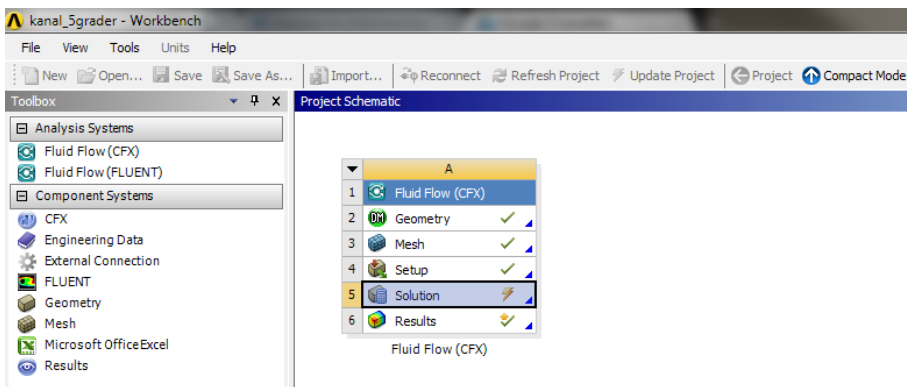 kanal_5grader - Workbench
File View Tools Units Help
New Open... Save Save As... Import... Reconnect Refresh Project Update Project Project Compact Mode
Toolbox
Project Schematic
Analysis Systems
Fluid Flow (CFX)
Fluid Flow (FLUENT)
Component Systems
CFX
Engineering Data
External Connection
FLUENT
Geometry
Mesh
Microsoft Office Excel
Results
A
1 Fluid Flow (CFX)
2 DM Geometry
3 Mesh
4 Setup
5 Solution
6 Results
Fluid Flow (CFX)